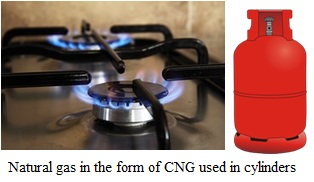 Natural gas in the form of CNG used in cylinders